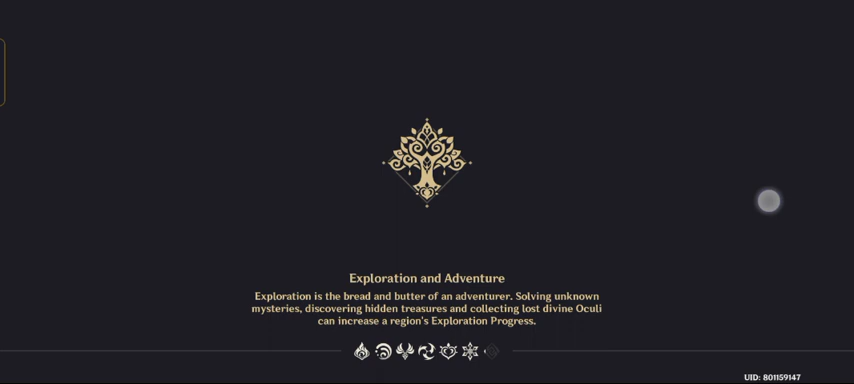 Exploration and Adventure
Exploration is the bread and butter of an adventurer. Solving unknown
mysteries, discovering hidden treasures and collecting lost divine Oculi
can increase a region's Exploration Progress.
UID: 801159147